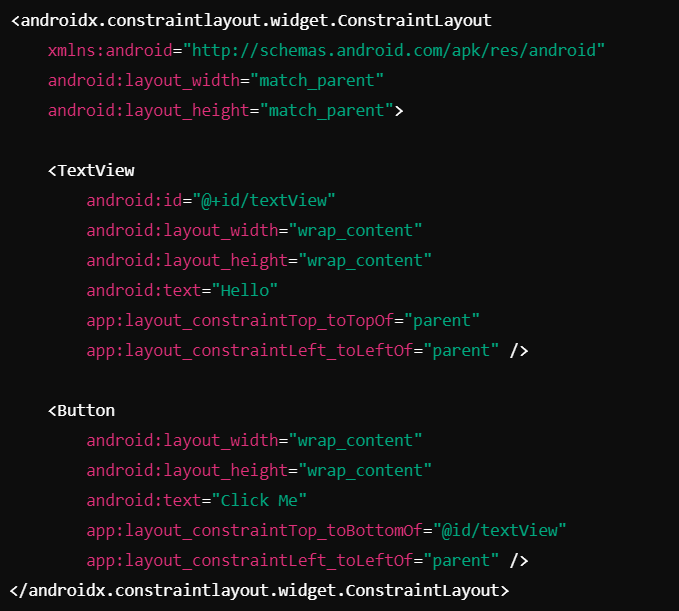 <androidx.constraintlayout.widget.ConstraintLayout
    xmlns:android="http://schemas.android.com/apk/res/android"
    android:layout_width="match_parent"
    android:layout_height="match_parent">

    <TextView
        android:id="@+id/textView"
        android:layout_width="wrap_content"
        android:layout_height="wrap_content"
        android:text="Hello"
        app:layout_constraintTop_toTopOf="parent"
        app:layout_constraintLeft_toLeftOf="parent" />

    <Button
        android:layout_width="wrap_content"
        android:layout_height="wrap_content"
        android:text="Click Me"
        app:layout_constraintTop_toBottomOf="@id/textView"
        app:layout_constraintLeft_toLeftOf="parent" />
</androidx.constraintlayout.widget.ConstraintLayout>